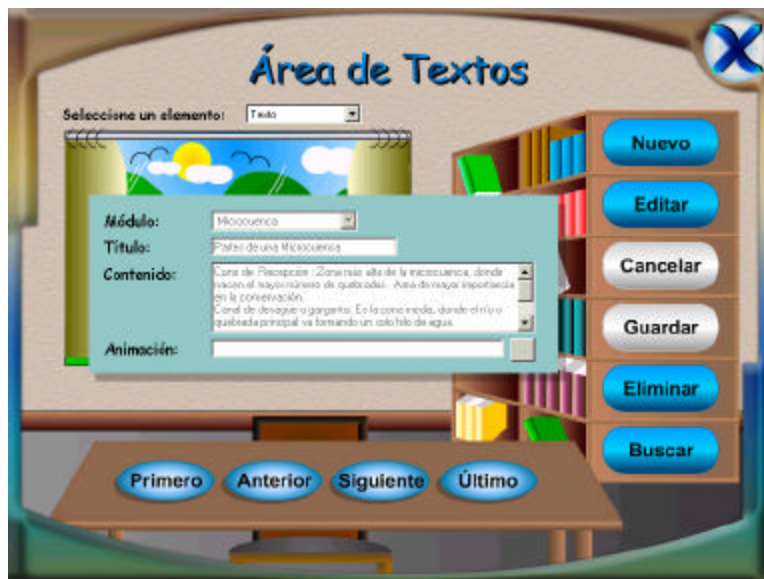 Área de Textos
Seleccione un elemento:
Texto
Nuevo
Editar
Cancelar
Guardar
Eliminar
Buscar
Módulo:
Microcuenca
Título:
Partes de una Microcuenca
Contenido:
Cono de Recepción : Zona más alta de la microcuenca, donde
nacen el mayor número de quebradas. Area de mayor importancia
en la conservación.
Canal de desague o garganta: Es la zona media, donde el río o
quebrada principal va formando un solo hilo de agua.
Animación:
Primero Anterior Siguiente Último